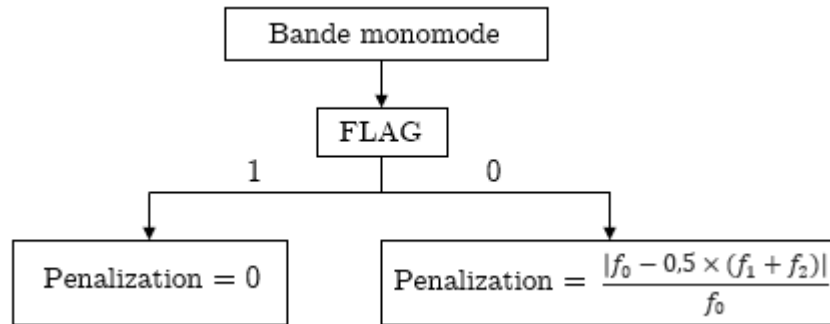 Bande monomode
FLAG
1 0
Penalization = 0
Penalization = |f₀ − 0,5 × (f₁ + f₂)| / f₀